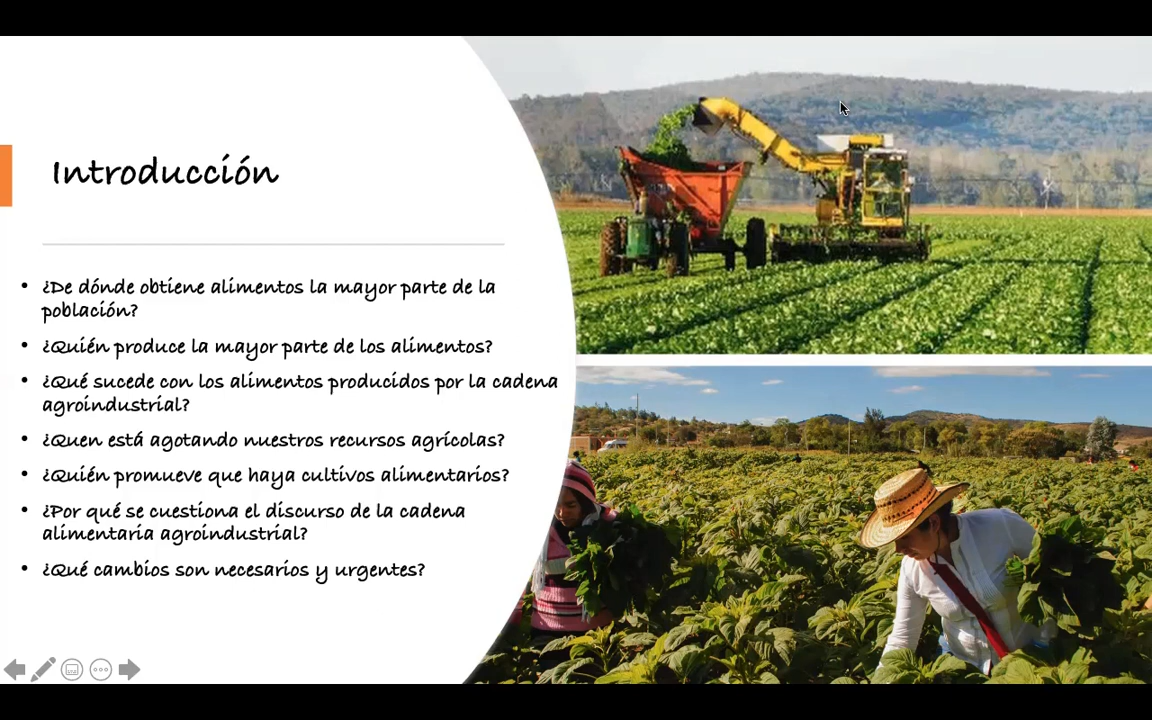 Introducción
• ¿De dónde obtiene alimentos la mayor parte de la
población?
• ¿Quién produce la mayor parte de los alimentos?
• ¿Qué sucede con los alimentos producidos por la cadena
agroindustrial?
• ¿Quen está agotando nuestros recursos agrícolas?
• ¿Quién promueve que haya cultivos alimentarios?
• ¿Por qué se cuestiona el discurso de la cadena
alimentaria agroindustrial?
• ¿Qué cambios son necesarios y urgentes?